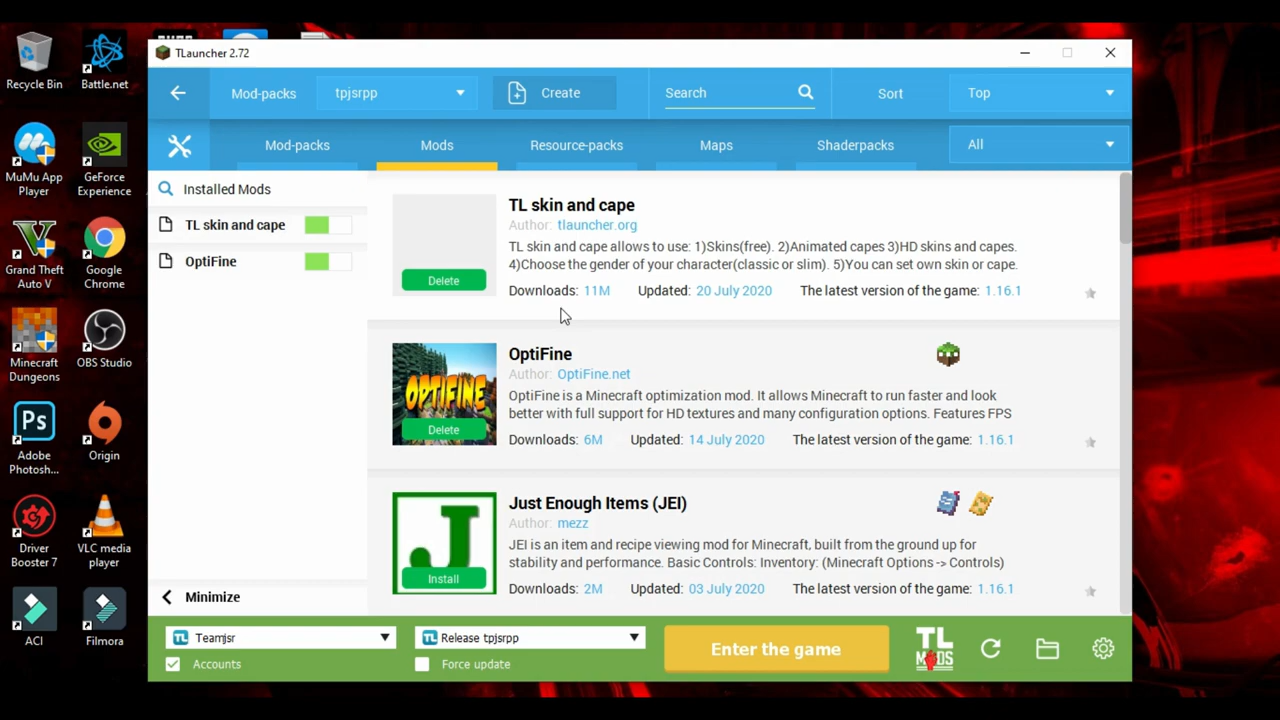 Recycle Bin
Battle.net
MuMu App
Player
GeForce
Experience
Grand Theft
Auto V
Google
Chrome
Minecraft
Dungeons
OBS Studio
Ps
Adobe
Photosh...
Origin
Driver
Booster 7
VLC media
player
ACI
Filmora
TLauncher 2.72
Mod-packs
tpjsrpp
Create
Search
Sort
Top
Mod-packs
Mods
Resource-packs
Maps
Shaderpacks
All
Installed Mods
TL skin and cape
OptiFine
Minimize
TL skin and cape
Author: tlauncher.org
TL skin and cape allows to use: 1)Skins(free). 2)Animated capes 3)HD skins and capes.
4)Choose the gender of your character(classic or slim). 5)You can set own skin or cape.
Delete
Downloads: 11M Updated: 20 July 2020 The latest version of the game: 1.16.1
OptiFine
Author: OptiFine.net
OptiFine is a Minecraft optimization mod. It allows Minecraft to run faster and look
better with full support for HD textures and many configuration options. Features FPS
OPTIFINE
Delete
Downloads: 6M Updated: 14 July 2020 The latest version of the game: 1.16.1
Just Enough Items (JEI)
Author: mezz
JEI is an item and recipe viewing mod for Minecraft, built from the ground up for
stability and performance. Basic Controls: Inventory: (Minecraft Options -> Controls)
J
Install
Downloads: 2M Updated: 03 July 2020 The latest version of the game: 1.16.1
TL Teamjsr
TL Release tpjsrpp
Enter the game
TL
MODS
Accounts
Force update